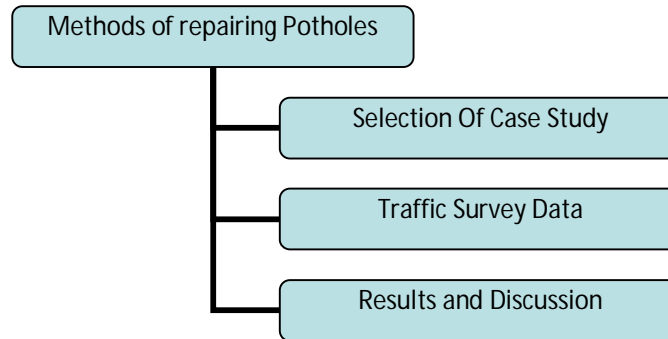 Methods of repairing Potholes
Selection Of Case Study
Traffic Survey Data
Results and Discussion